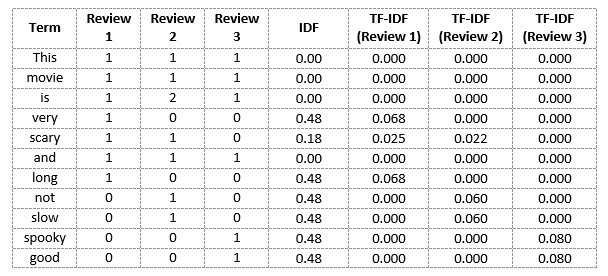 Term Review 1 Review 2 Review 3 IDF TF-IDF (Review 1) TF-IDF (Review 2) TF-IDF (Review 3)
This 1 1 1 0.00 0.000 0.000 0.000
movie 1 1 1 0.00 0.000 0.000 0.000
is 1 2 1 0.00 0.000 0.000 0.000
very 1 0 0 0.48 0.068 0.000 0.000
scary 1 1 0 0.18 0.025 0.022 0.000
and 1 1 1 0.00 0.000 0.000 0.000
long 1 0 0 0.48 0.068 0.000 0.000
not 0 1 0 0.48 0.000 0.060 0.000
slow 0 1 0 0.48 0.000 0.060 0.000
spooky 0 0 1 0.48 0.000 0.000 0.080
good 0 0 1 0.48 0.000 0.000 0.080